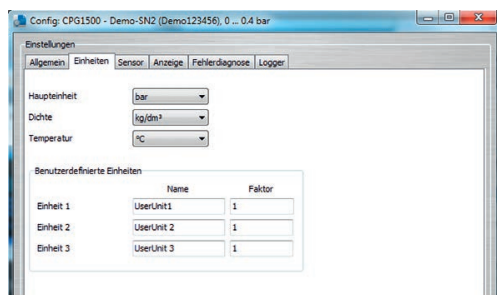 Config: CPG1500 - Demo-SN2 (Demo123456), 0 ... 0.4 bar
Einstellungen
Allgemein Einheiten Sensor Anzeige Fehlerdiagnose Logger
Haupteinheit bar
Dichte kg/dm³
Temperatur °C
Benutzerdefinierte Einheiten
Name Faktor
Einheit 1 UserUnit1 1
Einheit 2 UserUnit 2 1
Einheit 3 UserUnit 3 1